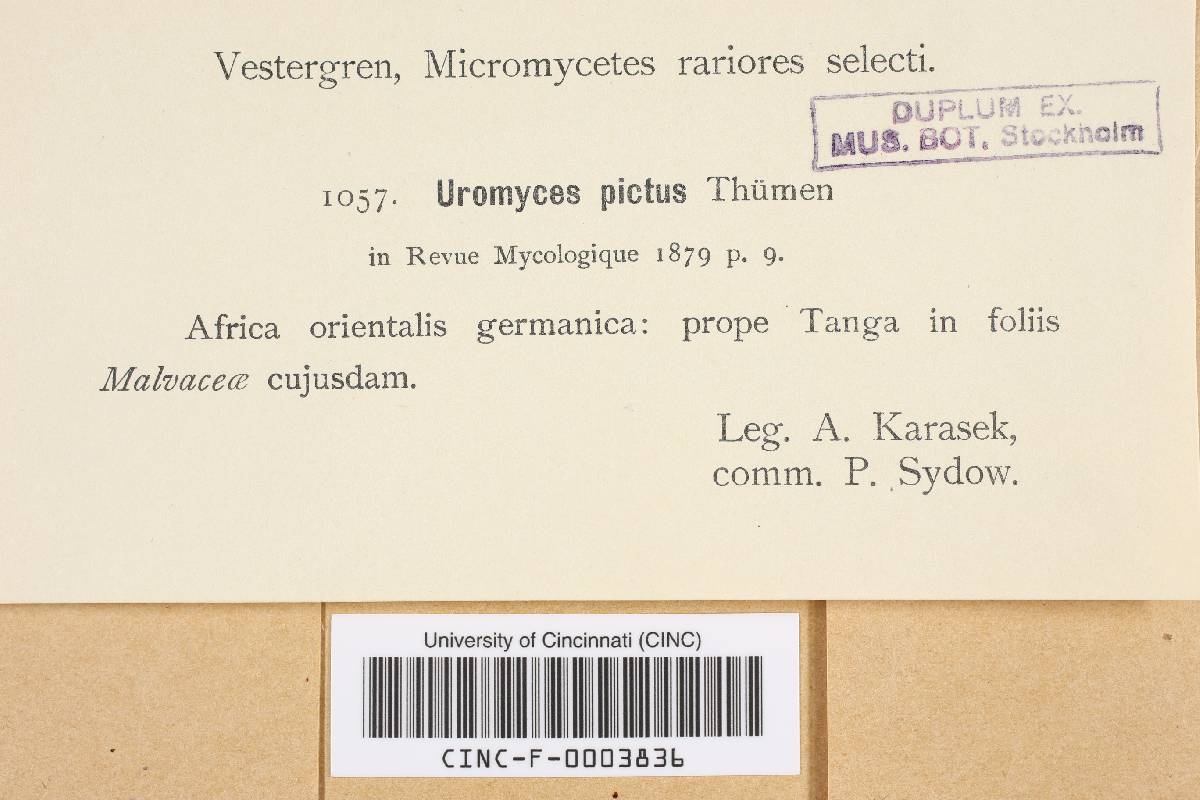 Vestergren, Micromycetes rariores selecti.
DUPLUM EX.
MUS. BOT. Stockholm
1057. Uromyces pictus Thümen
in Revue Mycologique 1879 p. 9.
Africa orientalis germanica: prope Tanga in foliis
Malvaceæ cujusdam.
Leg. A. Karasek,
comm. P. Sydow.
University of Cincinnati (CINC)
CINC-F-0003836